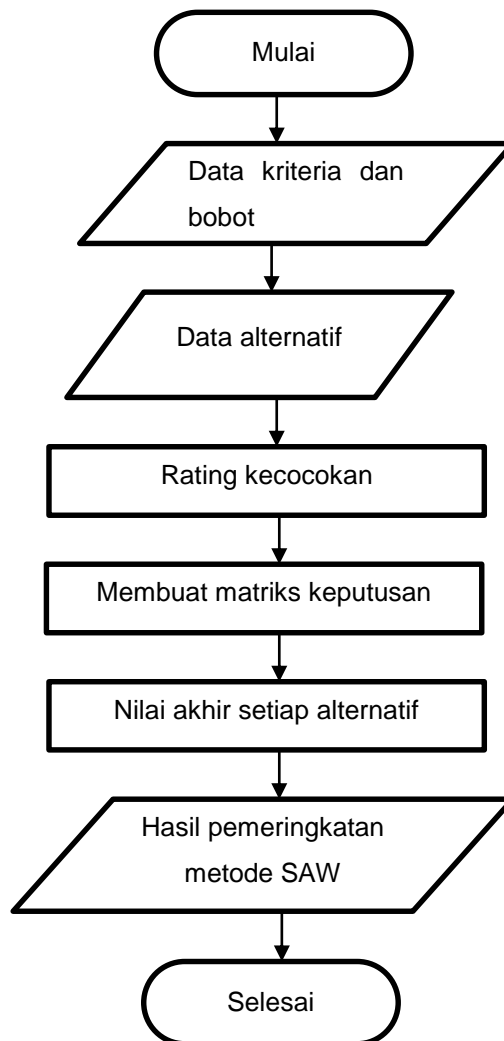 Mulai
Data kriteria dan
bobot
Data alternatif
Rating kecocokan
Membuat matriks keputusan
Nilai akhir setiap alternatif
Hasil pemeringkatan
metode SAW
Selesai